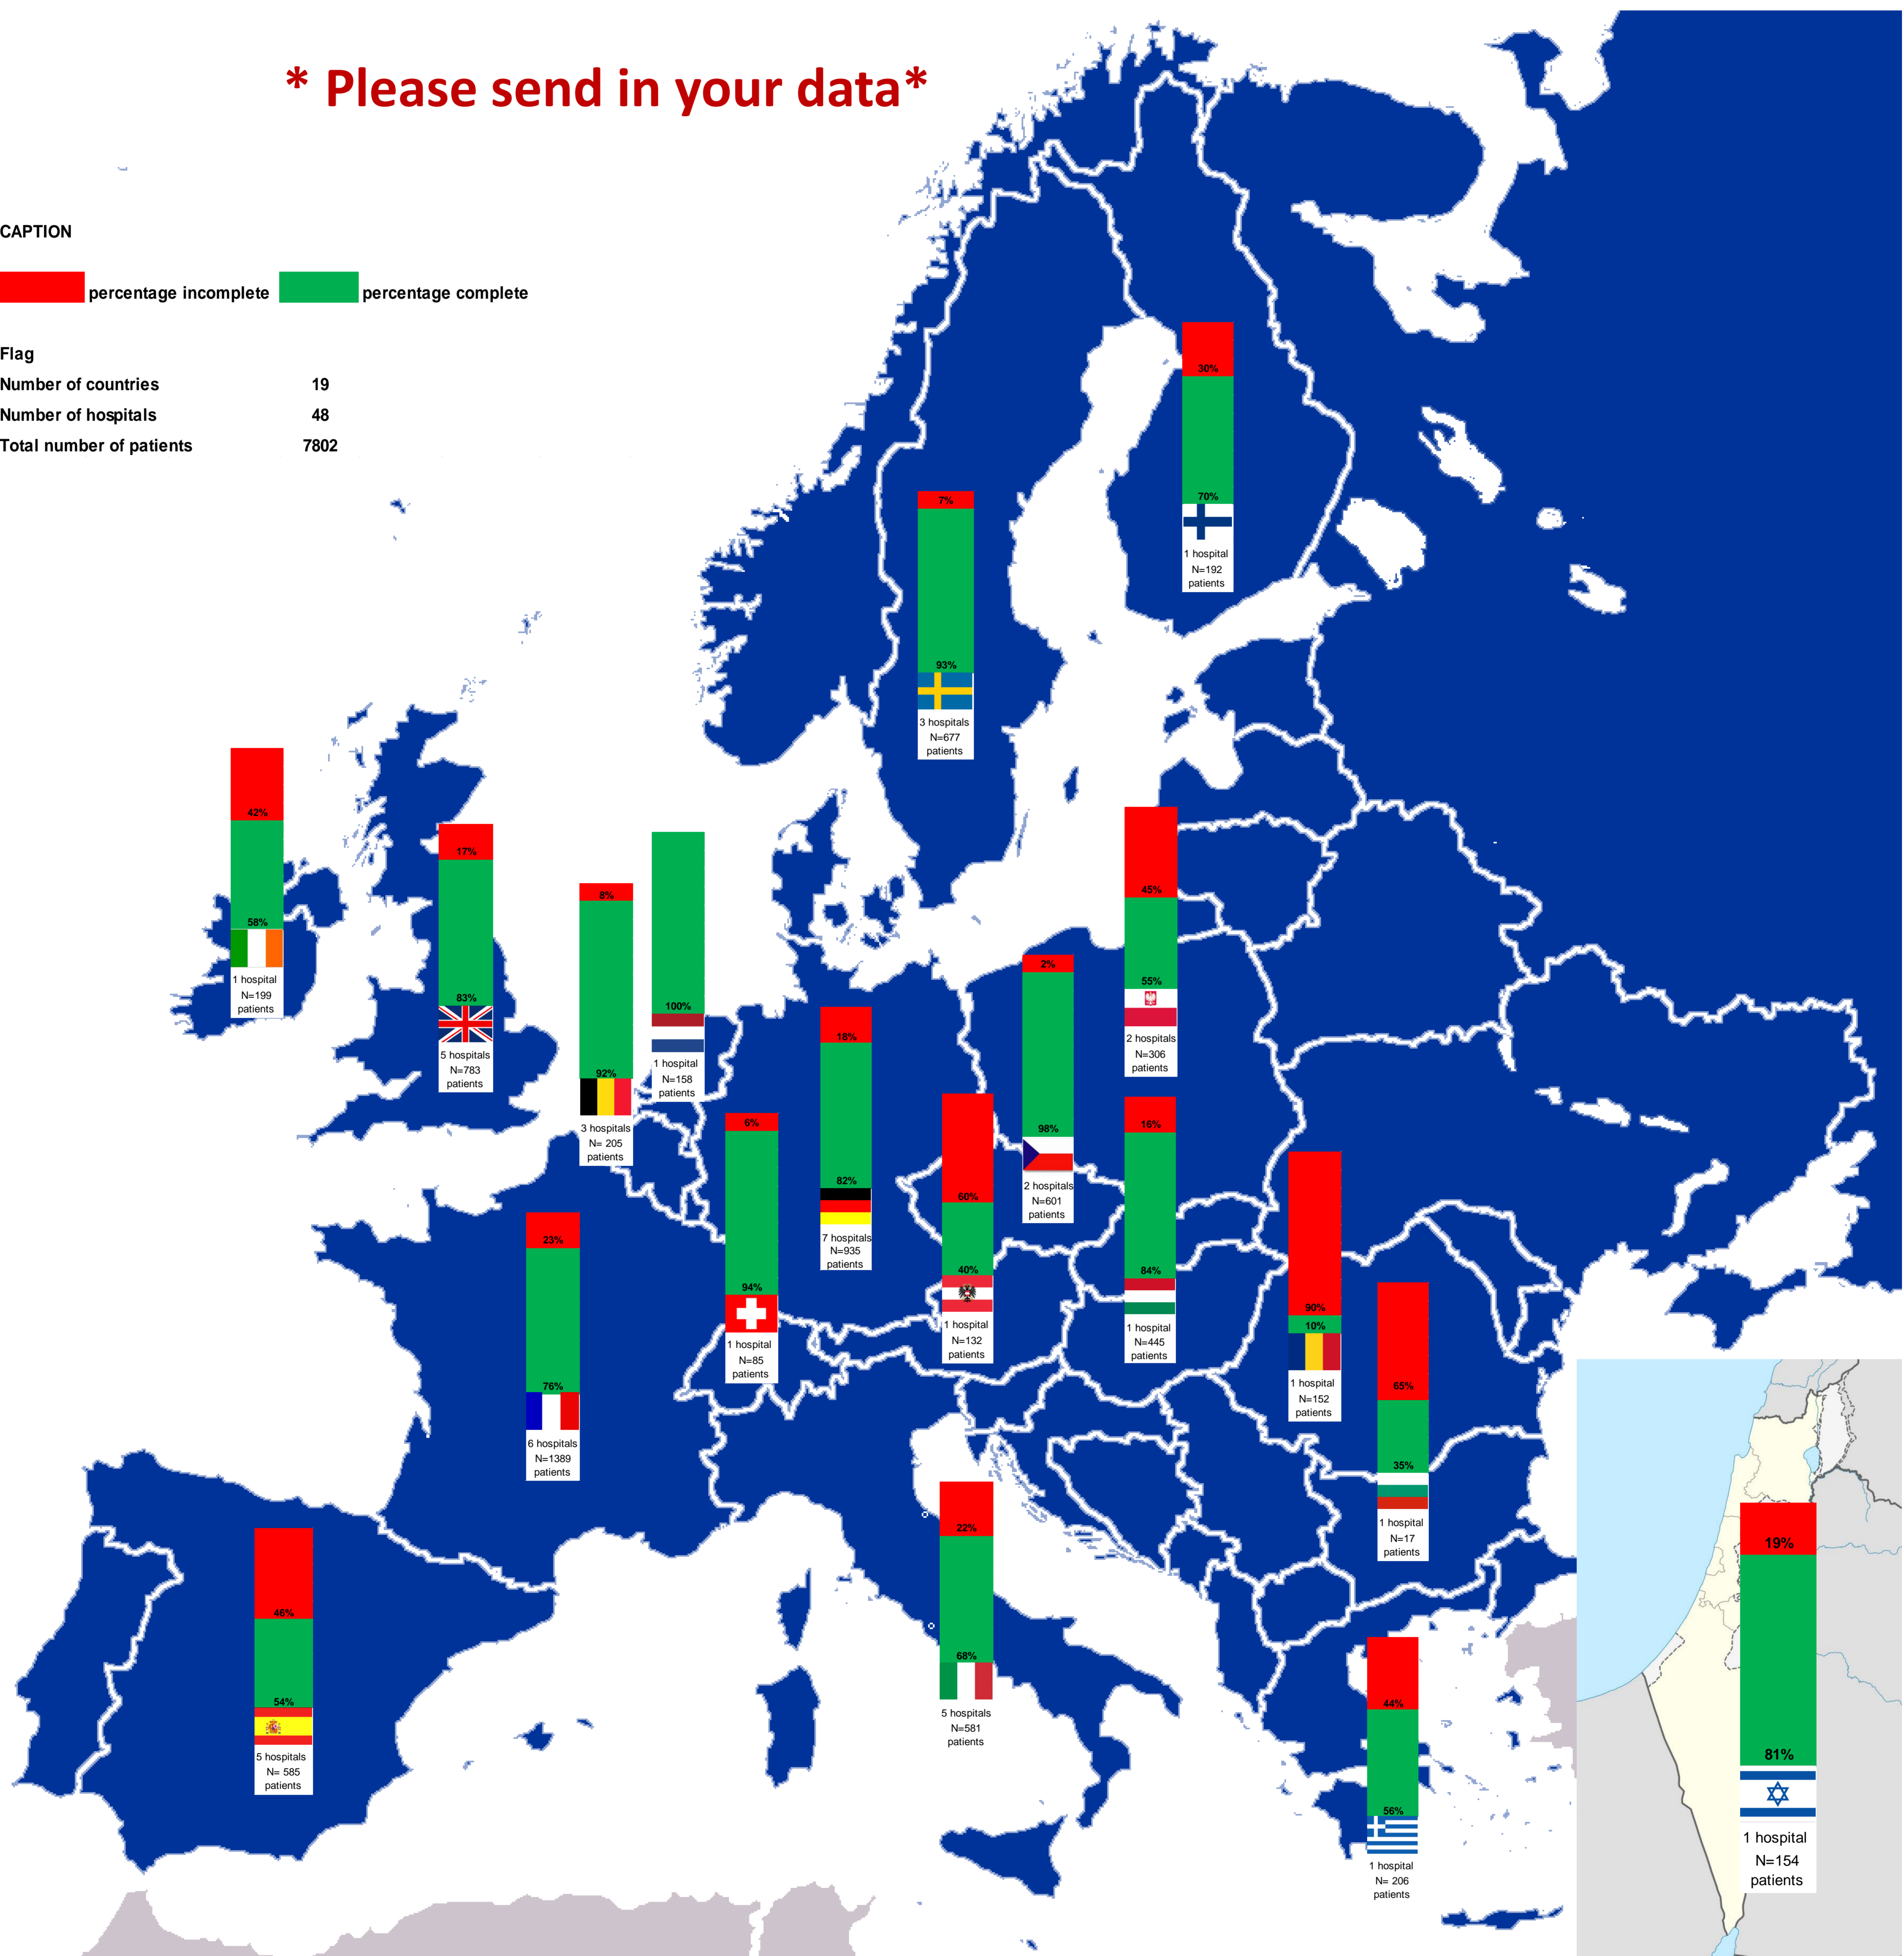 * Please send in your data*
CAPTION
percentage incomplete percentage complete
Flag
Number of countries 19
Number of hospitals 48
Total number of patients 7802
30%
70%
1 hospital
N=192
patients
7%
93%
3 hospitals
N=677
patients
42%
58%
1 hospital
N=199
patients
17%
83%
5 hospitals
N=783
patients
8%
92%
3 hospitals
N= 205
patients
100%
1 hospital
N=158
patients
45%
55%
2 hospitals
N=306
patients
2%
98%
2 hospitals
N=601
patients
18%
82%
7 hospitals
N=935
patients
6%
94%
1 hospital
N=85
patients
60%
40%
1 hospital
N=132
patients
16%
84%
1 hospital
N=445
patients
90%
10%
1 hospital
N=152
patients
23%
76%
6 hospitals
N=1389
patients
65%
35%
1 hospital
N=17
patients
46%
54%
5 hospitals
N= 585
patients
22%
68%
5 hospitals
N=581
patients
44%
56%
1 hospital
N= 206
patients
19%
81%
1 hospital
N=154
patients